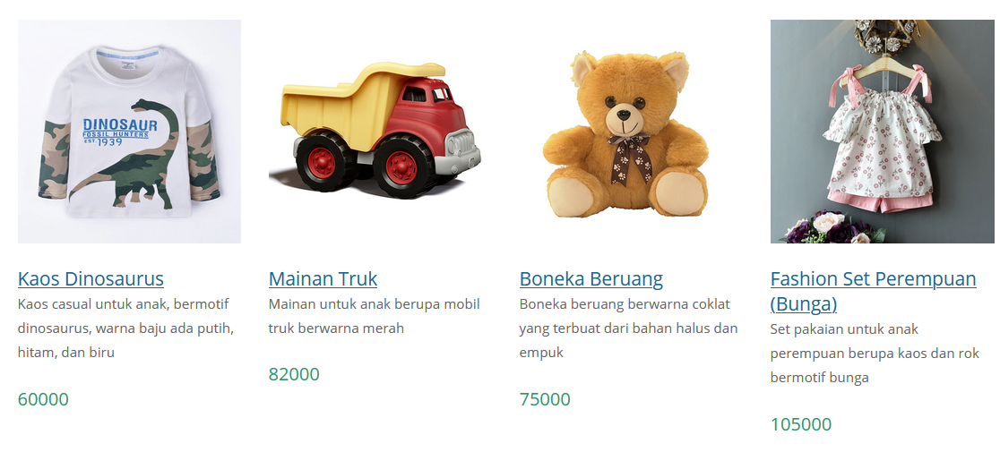 DINOSAUR
FOSSIL HUNTERS
EST. 1939
Kaos Dinosaurus
Kaos casual untuk anak, bermotif
dinosaurus, warna baju ada putih,
hitam, dan biru
60000
Mainan Truk
Mainan untuk anak berupa mobil
truk berwarna merah
82000
Boneka Beruang
Boneka beruang berwarna coklat
yang terbuat dari bahan halus dan
empuk
75000
Fashion Set Perempuan
(Bunga)
Set pakaian untuk anak
perempuan berupa kaos dan rok
bermotif bunga
105000